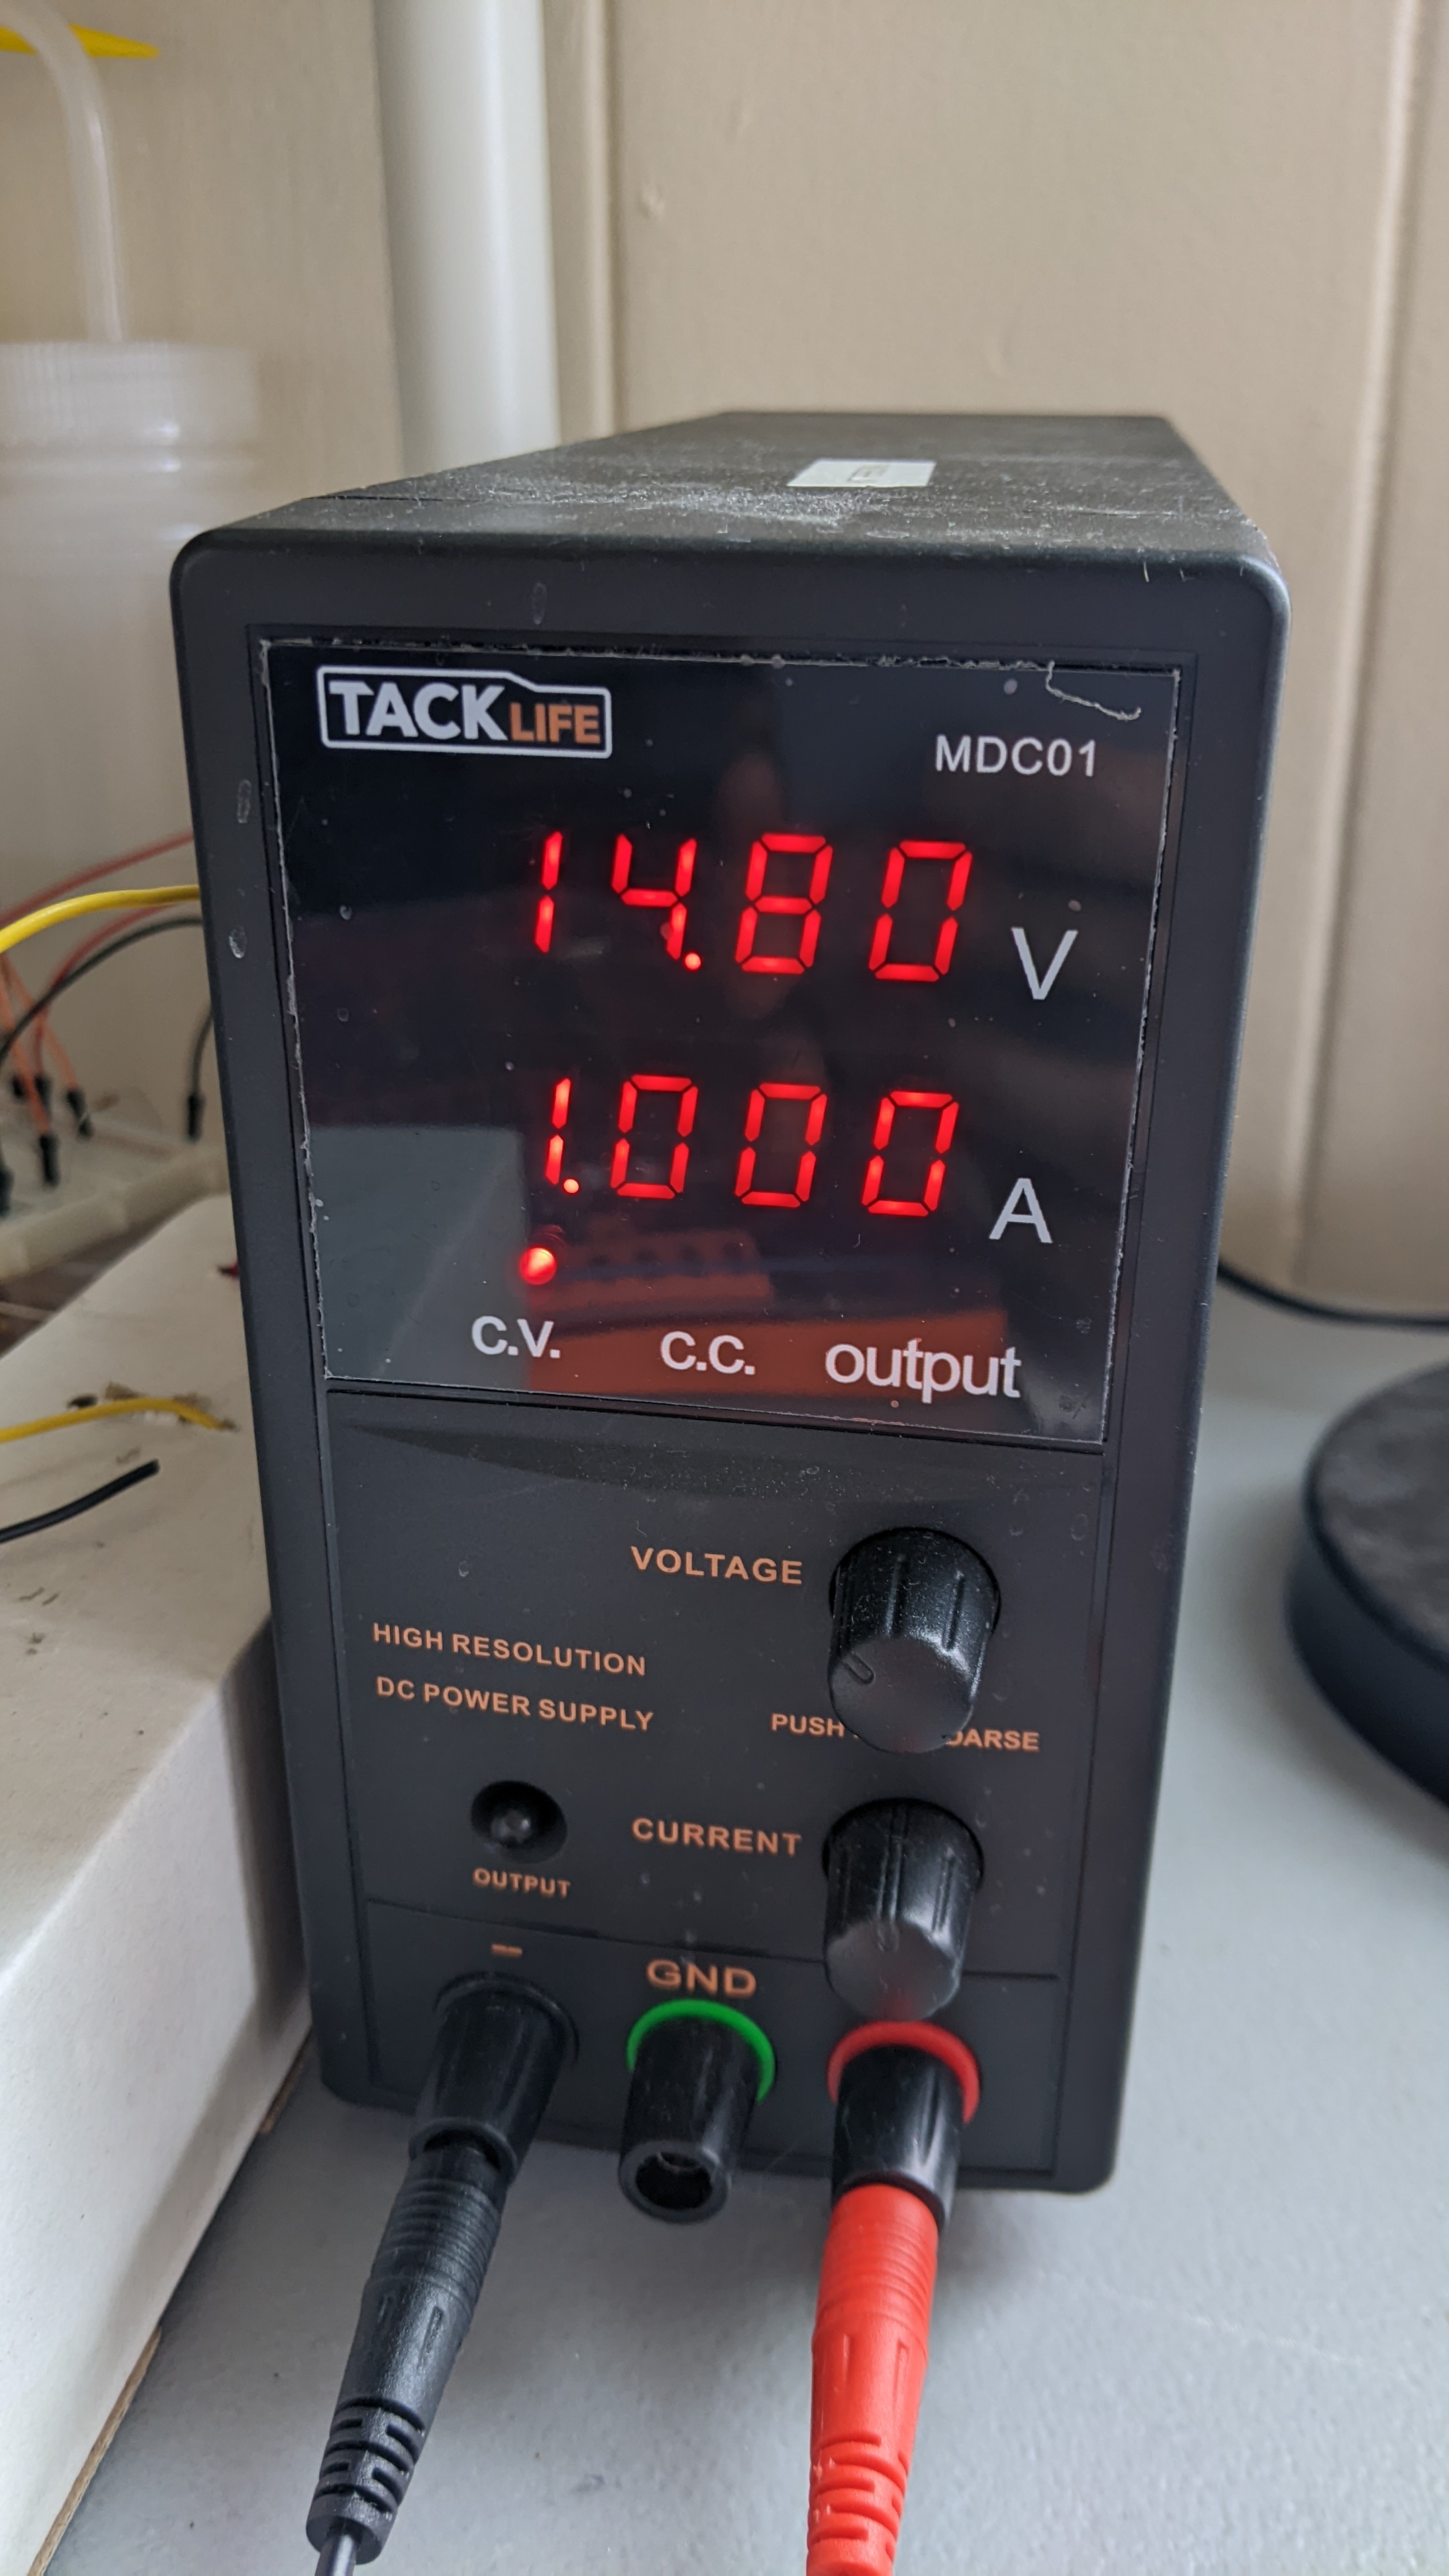 TACKLIFE
MDC01
14.80 V
1.000 A
C.V. C.C. output
VOLTAGE
HIGH RESOLUTION
DC POWER SUPPLY
PUSH
CURRENT
OUTPUT
−
GND